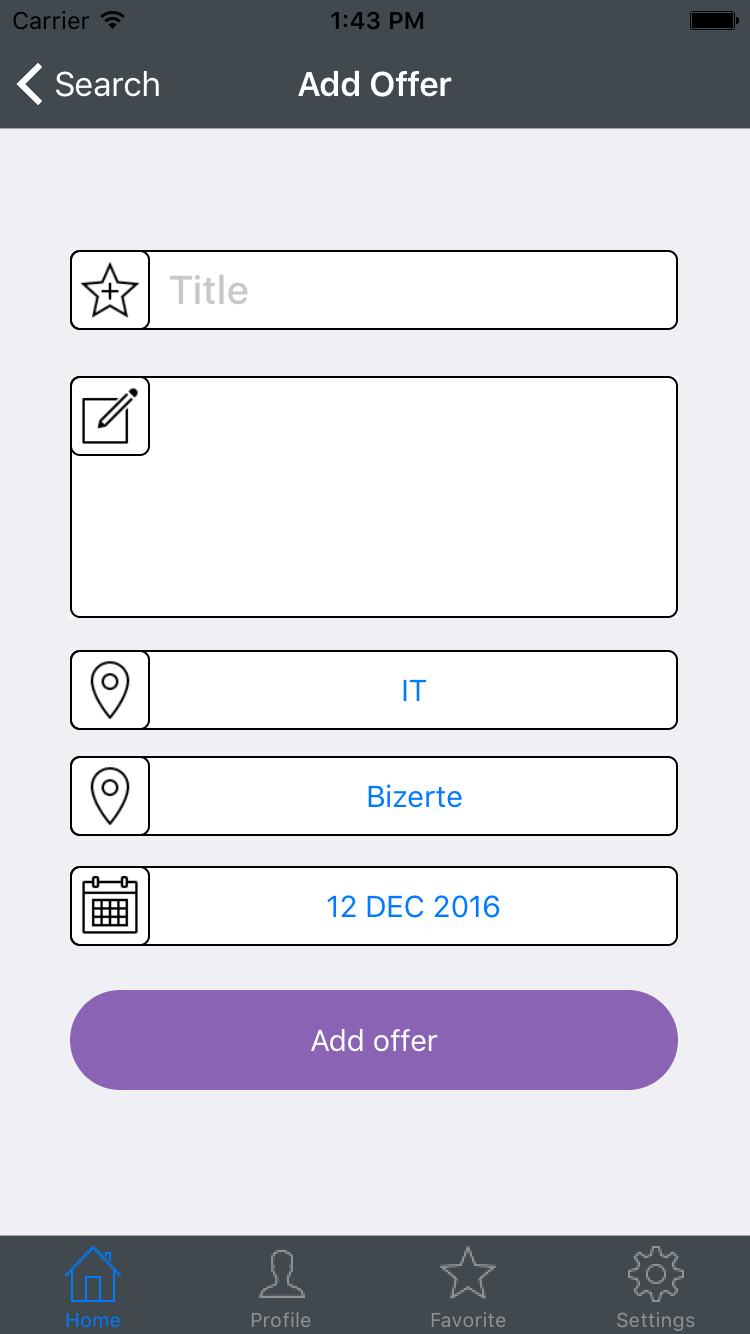 Carrier 1:43 PM
Search Add Offer
Title
IT
Bizerte
12 DEC 2016
Add offer
Home Profile Favorite Settings